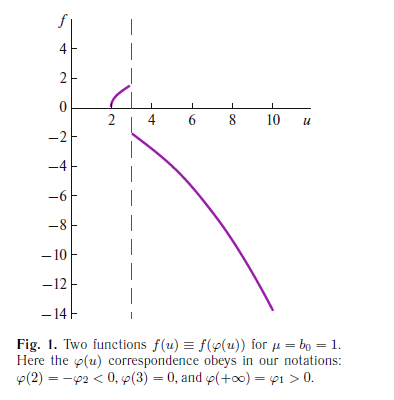 f
4
2
0
2 4 6 8 10 u
−2
−4
−6
−8
−10
−12
−14
Fig. 1. Two functions f(u) ≡ f(φ(u)) for μ = b₀ = 1.
Here the φ(u) correspondence obeys in our notations:
φ(2) = −φ₂ < 0, φ(3) = 0, and φ(+∞) = φ₁ > 0.